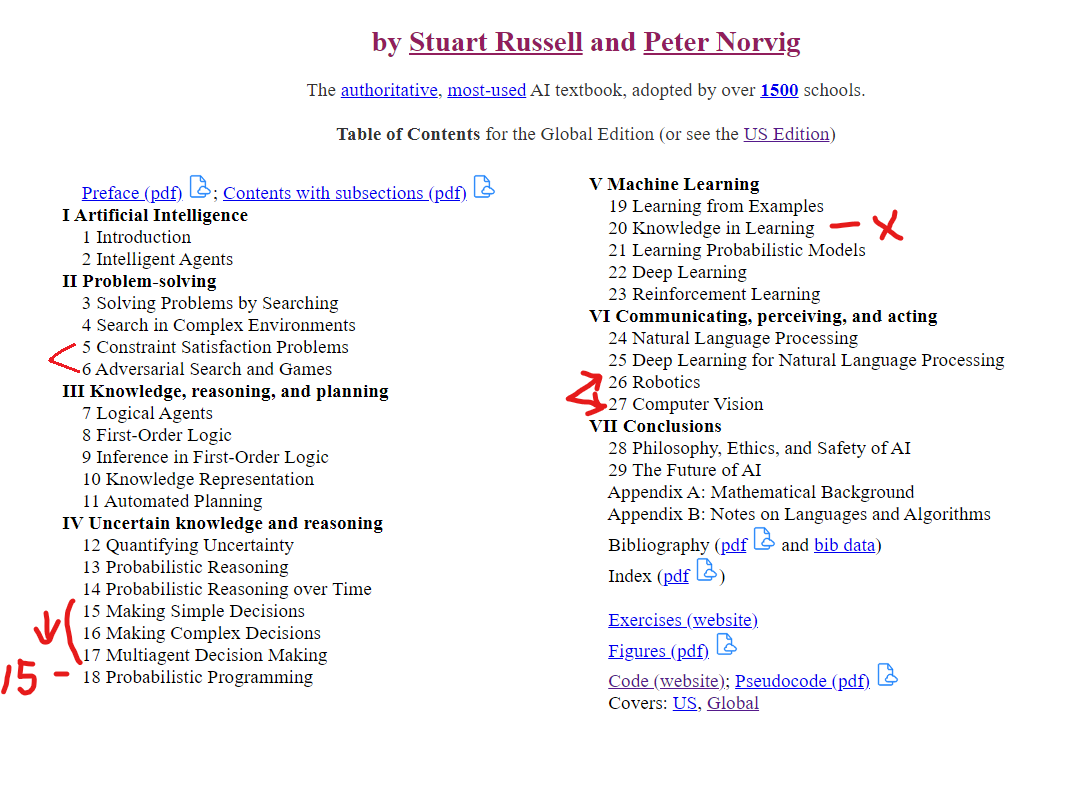 by Stuart Russell and Peter Norvig
The authoritative, most-used AI textbook, adopted by over 1500 schools.
Table of Contents for the Global Edition (or see the US Edition)
Preface (pdf) ; Contents with subsections (pdf)
I Artificial Intelligence
1 Introduction
2 Intelligent Agents
II Problem-solving
3 Solving Problems by Searching
4 Search in Complex Environments
5 Constraint Satisfaction Problems
6 Adversarial Search and Games
III Knowledge, reasoning, and planning
7 Logical Agents
8 First-Order Logic
9 Inference in First-Order Logic
10 Knowledge Representation
11 Automated Planning
IV Uncertain knowledge and reasoning
12 Quantifying Uncertainty
13 Probabilistic Reasoning
14 Probabilistic Reasoning over Time
15 Making Simple Decisions
16 Making Complex Decisions
17 Multiagent Decision Making
15 - 18 Probabilistic Programming
V Machine Learning
19 Learning from Examples
20 Knowledge in Learning - X
21 Learning Probabilistic Models
22 Deep Learning
23 Reinforcement Learning
VI Communicating, perceiving, and acting
24 Natural Language Processing
25 Deep Learning for Natural Language Processing
26 Robotics
27 Computer Vision
VII Conclusions
28 Philosophy, Ethics, and Safety of AI
29 The Future of AI
Appendix A: Mathematical Background
Appendix B: Notes on Languages and Algorithms
Bibliography (pdf and bib data)
Index (pdf )
Exercises (website)
Figures (pdf)
Code (website); Pseudocode (pdf)
Covers: US, Global